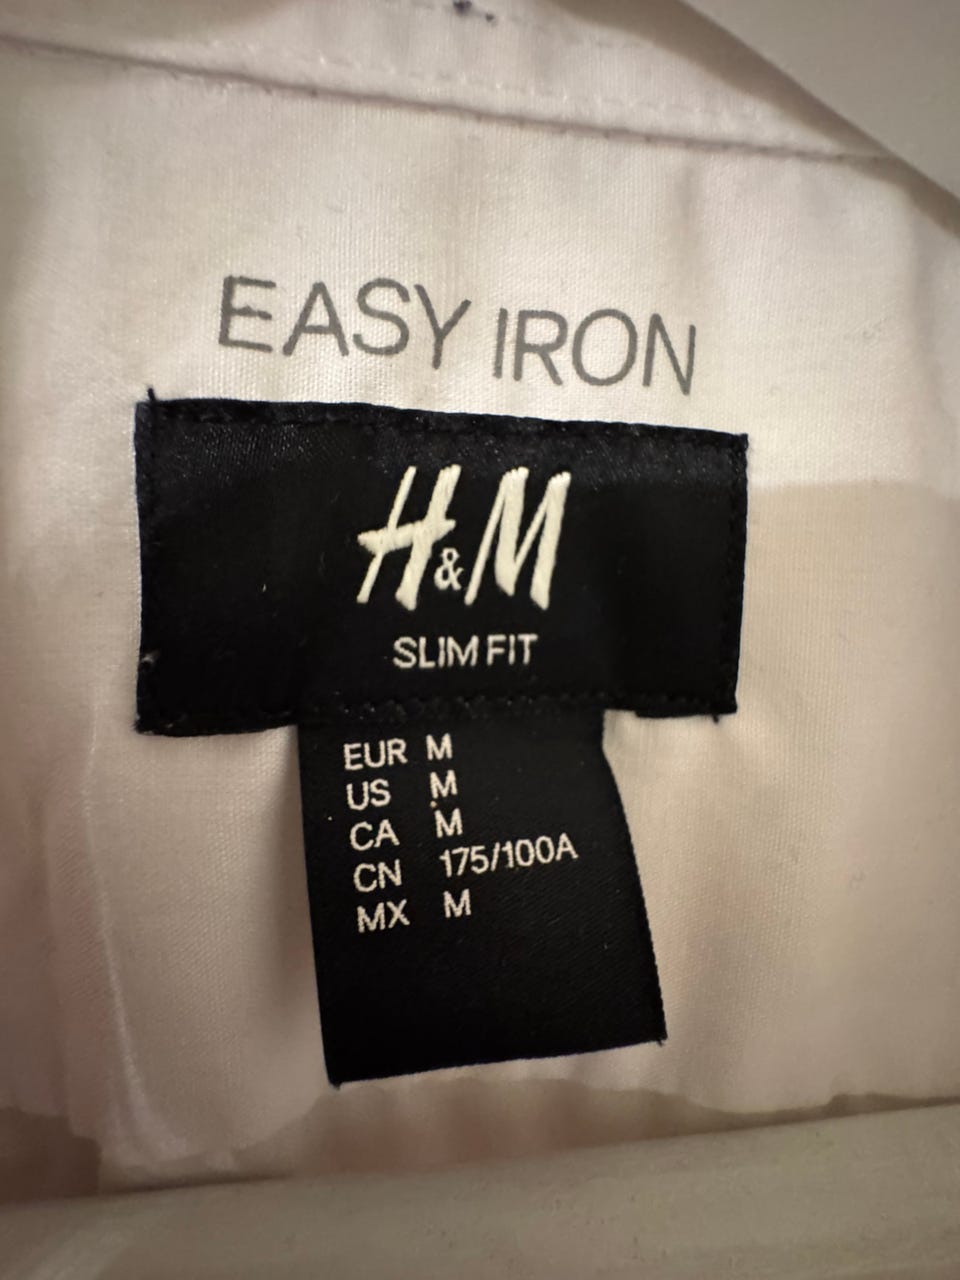 EASY IRON
H&M
SLIM FIT
EUR M
US M
CA M
CN 175/100A
MX M